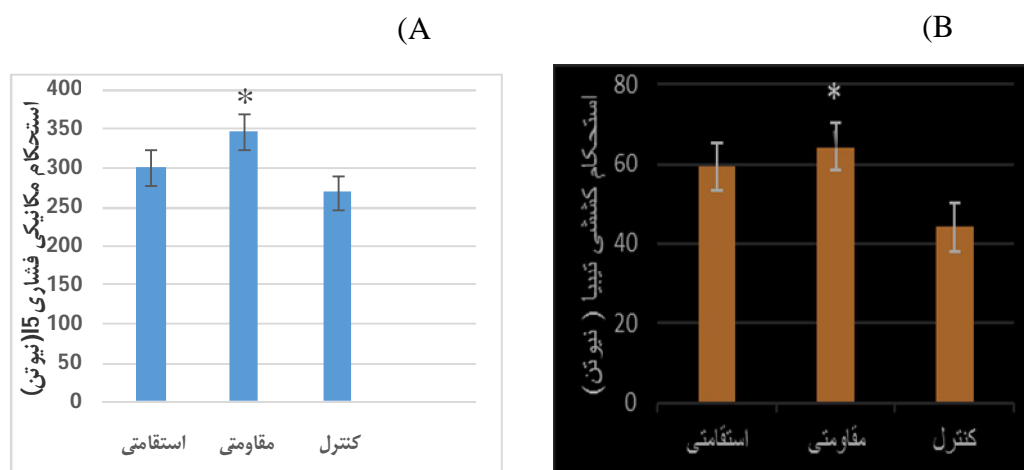 (A
استحکام مکانیکی فشاری l5(نیوتن)
400
350
300
250
200
150
100
50
0
*
استقامتی
مقاومتی
کنترل
(B
استحکام کششی تیبیا ( نیوتن)
80
60
40
20
0
*
استقامتی
مقاومتی
کنترل